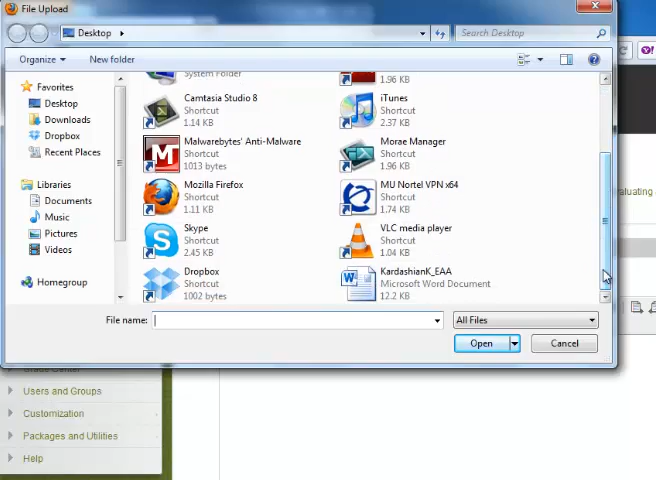 File Upload
Desktop
Search Desktop
Organize
New folder
Favorites
Desktop
Downloads
Dropbox
Recent Places
Libraries
Documents
Music
Pictures
Videos
Homegroup
System Folder
1.96 KB
Camtasia Studio 8
Shortcut
1.14 KB
iTunes
Shortcut
2.37 KB
Malwarebytes' Anti-Malware
Shortcut
1013 bytes
Morae Manager
Shortcut
1.96 KB
Mozilla Firefox
Shortcut
1.11 KB
MU Nortel VPN x64
Shortcut
1.74 KB
Skype
Shortcut
2.45 KB
VLC media player
Shortcut
1.04 KB
Dropbox
Shortcut
1002 bytes
KardashianK_EAA
Microsoft Word Document
12.2 KB
File name:
All Files
Open
Cancel
Users and Groups
Customization
Packages and Utilities
Help